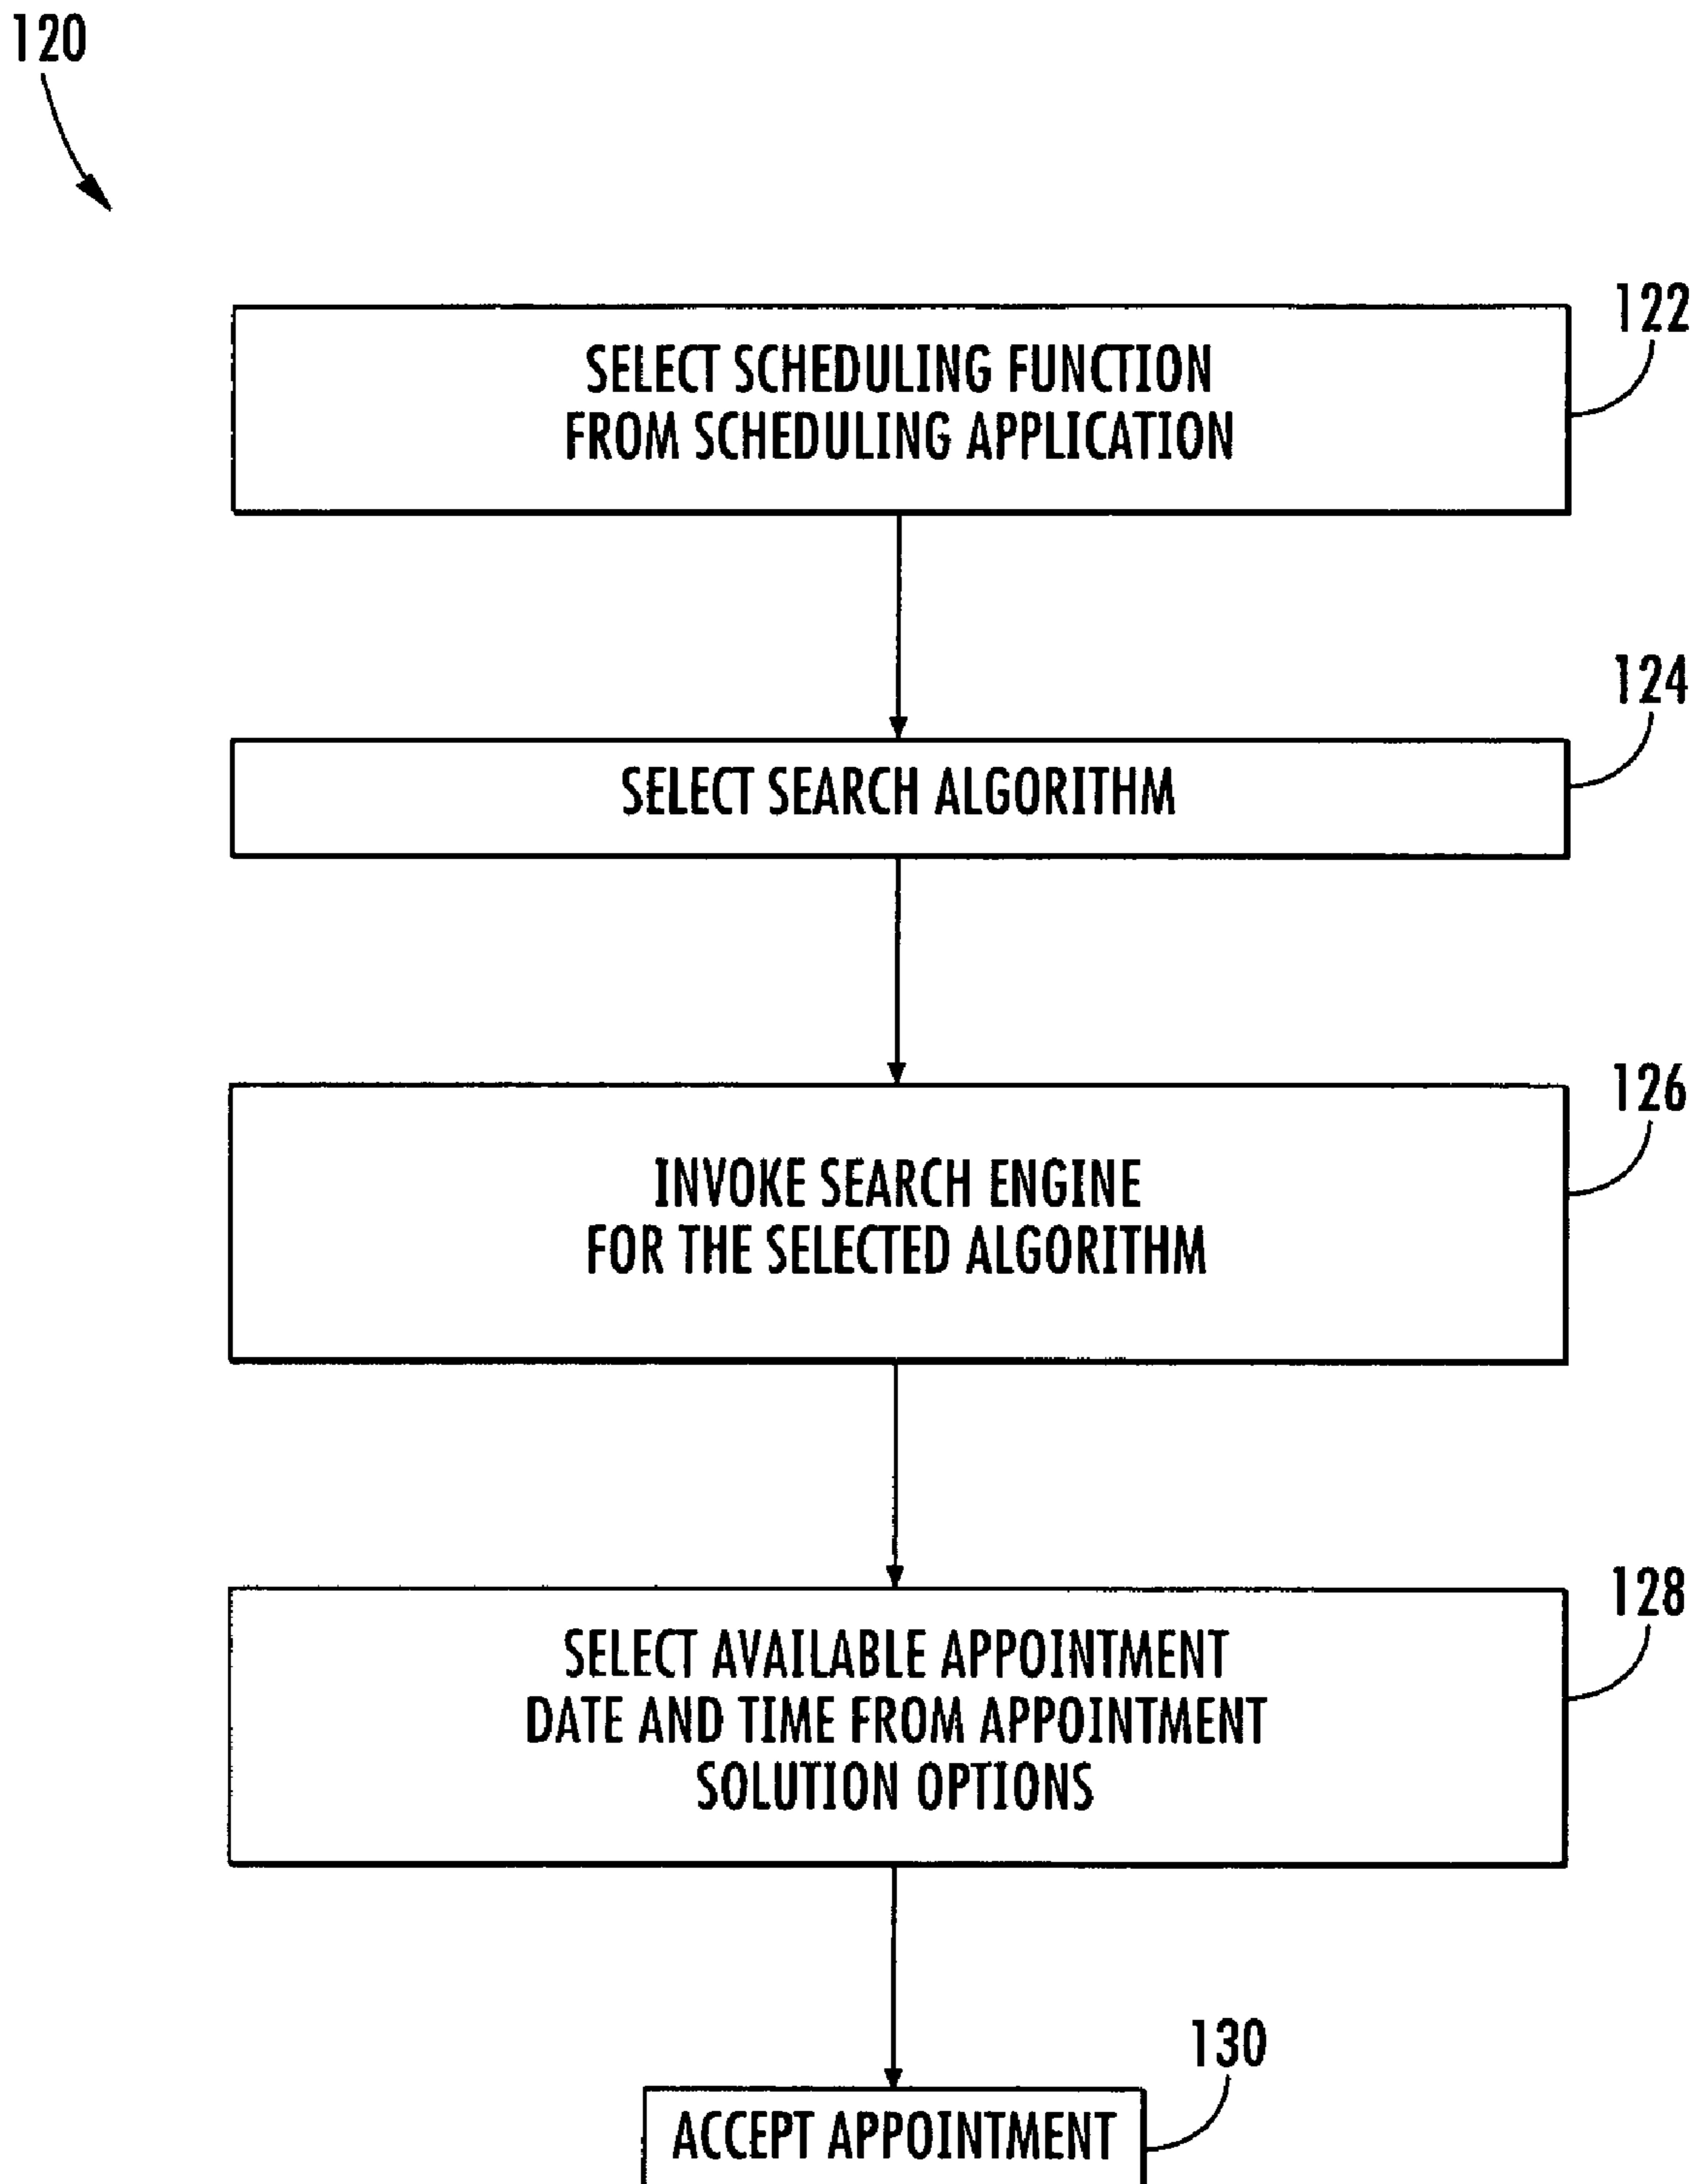 120
122
SELECT SCHEDULING FUNCTION
FROM SCHEDULING APPLICATION
124
SELECT SEARCH ALGORITHM
126
INVOKE SEARCH ENGINE
FOR THE SELECTED ALGORITHM
128
SELECT AVAILABLE APPOINTMENT
DATE AND TIME FROM APPOINTMENT
SOLUTION OPTIONS
130
ACCEPT APPOINTMENT